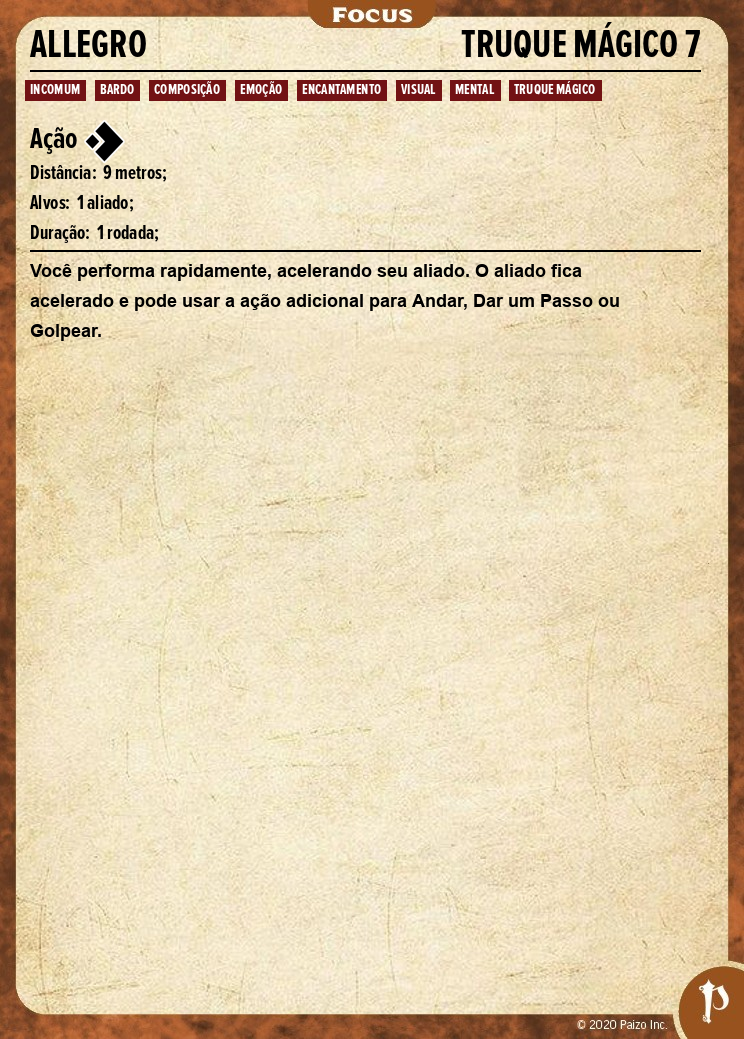 Focus
ALLEGRO TRUQUE MÁGICO 7
INCOMUM BARDO COMPOSIÇÃO EMOÇÃO ENCANTAMENTO VISUAL MENTAL TRUQUE MÁGICO
Ação
Distância: 9 metros;
Alvos: 1 aliado;
Duração: 1 rodada;
Você performa rapidamente, acelerando seu aliado. O aliado fica
acelerado e pode usar a ação adicional para Andar, Dar um Passo ou
Golpear.
© 2020 Paizo Inc.